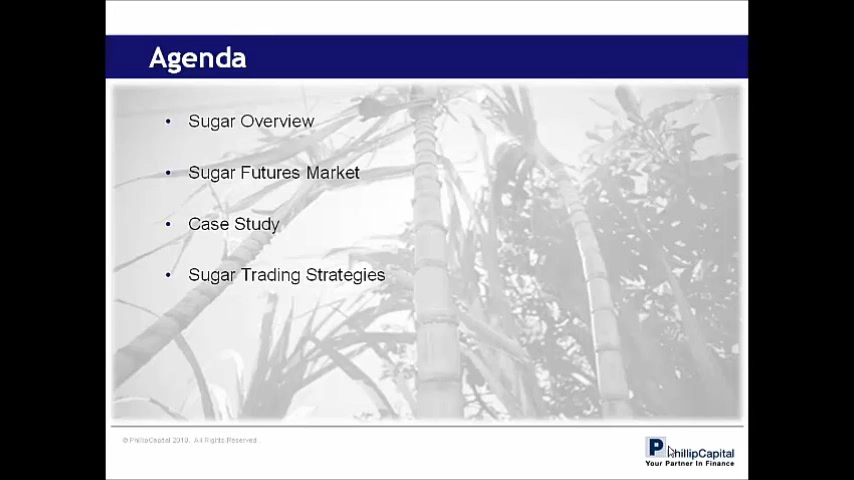 Agenda
• Sugar Overview
• Sugar Futures Market
• Case Study
• Sugar Trading Strategies
© PhillipCapital 2010. All Rights Reserved.
PhillipCapital
Your Partner In Finance